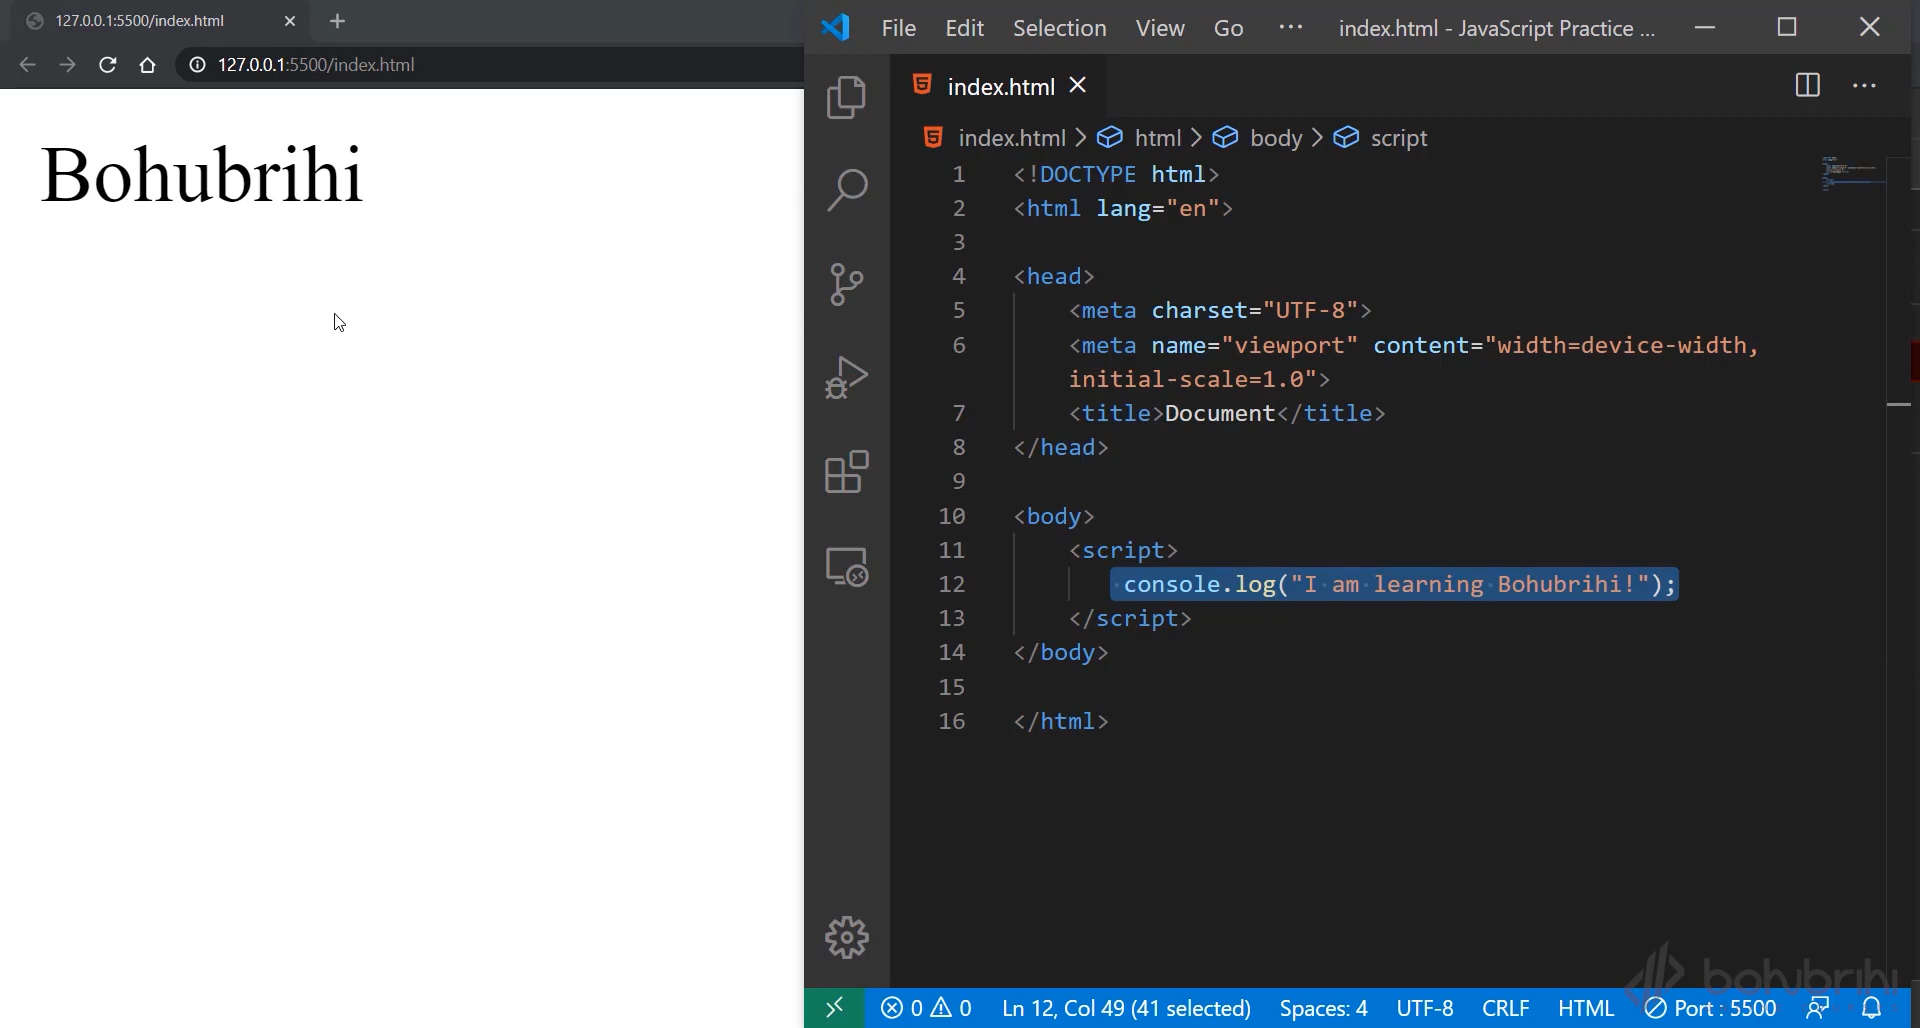 127.0.0.1:5500/index.html
127.0.0.1:5500/index.html
Bohubrihi
File Edit Selection View Go ··· index.html - JavaScript Practice ...
index.html
index.html > html > body > script
1 <!DOCTYPE html>
2 <html lang="en">
3
4 <head>
5 <meta charset="UTF-8">
6 <meta name="viewport" content="width=device-width,
initial-scale=1.0">
7 <title>Document</title>
8 </head>
9
10 <body>
11 <script>
12 console.log("I am learning Bohubrihi!");
13 </script>
14 </body>
15
16 </html>
bohubrihi
0 0 Ln 12, Col 49 (41 selected) Spaces: 4 UTF-8 CRLF HTML Port : 5500